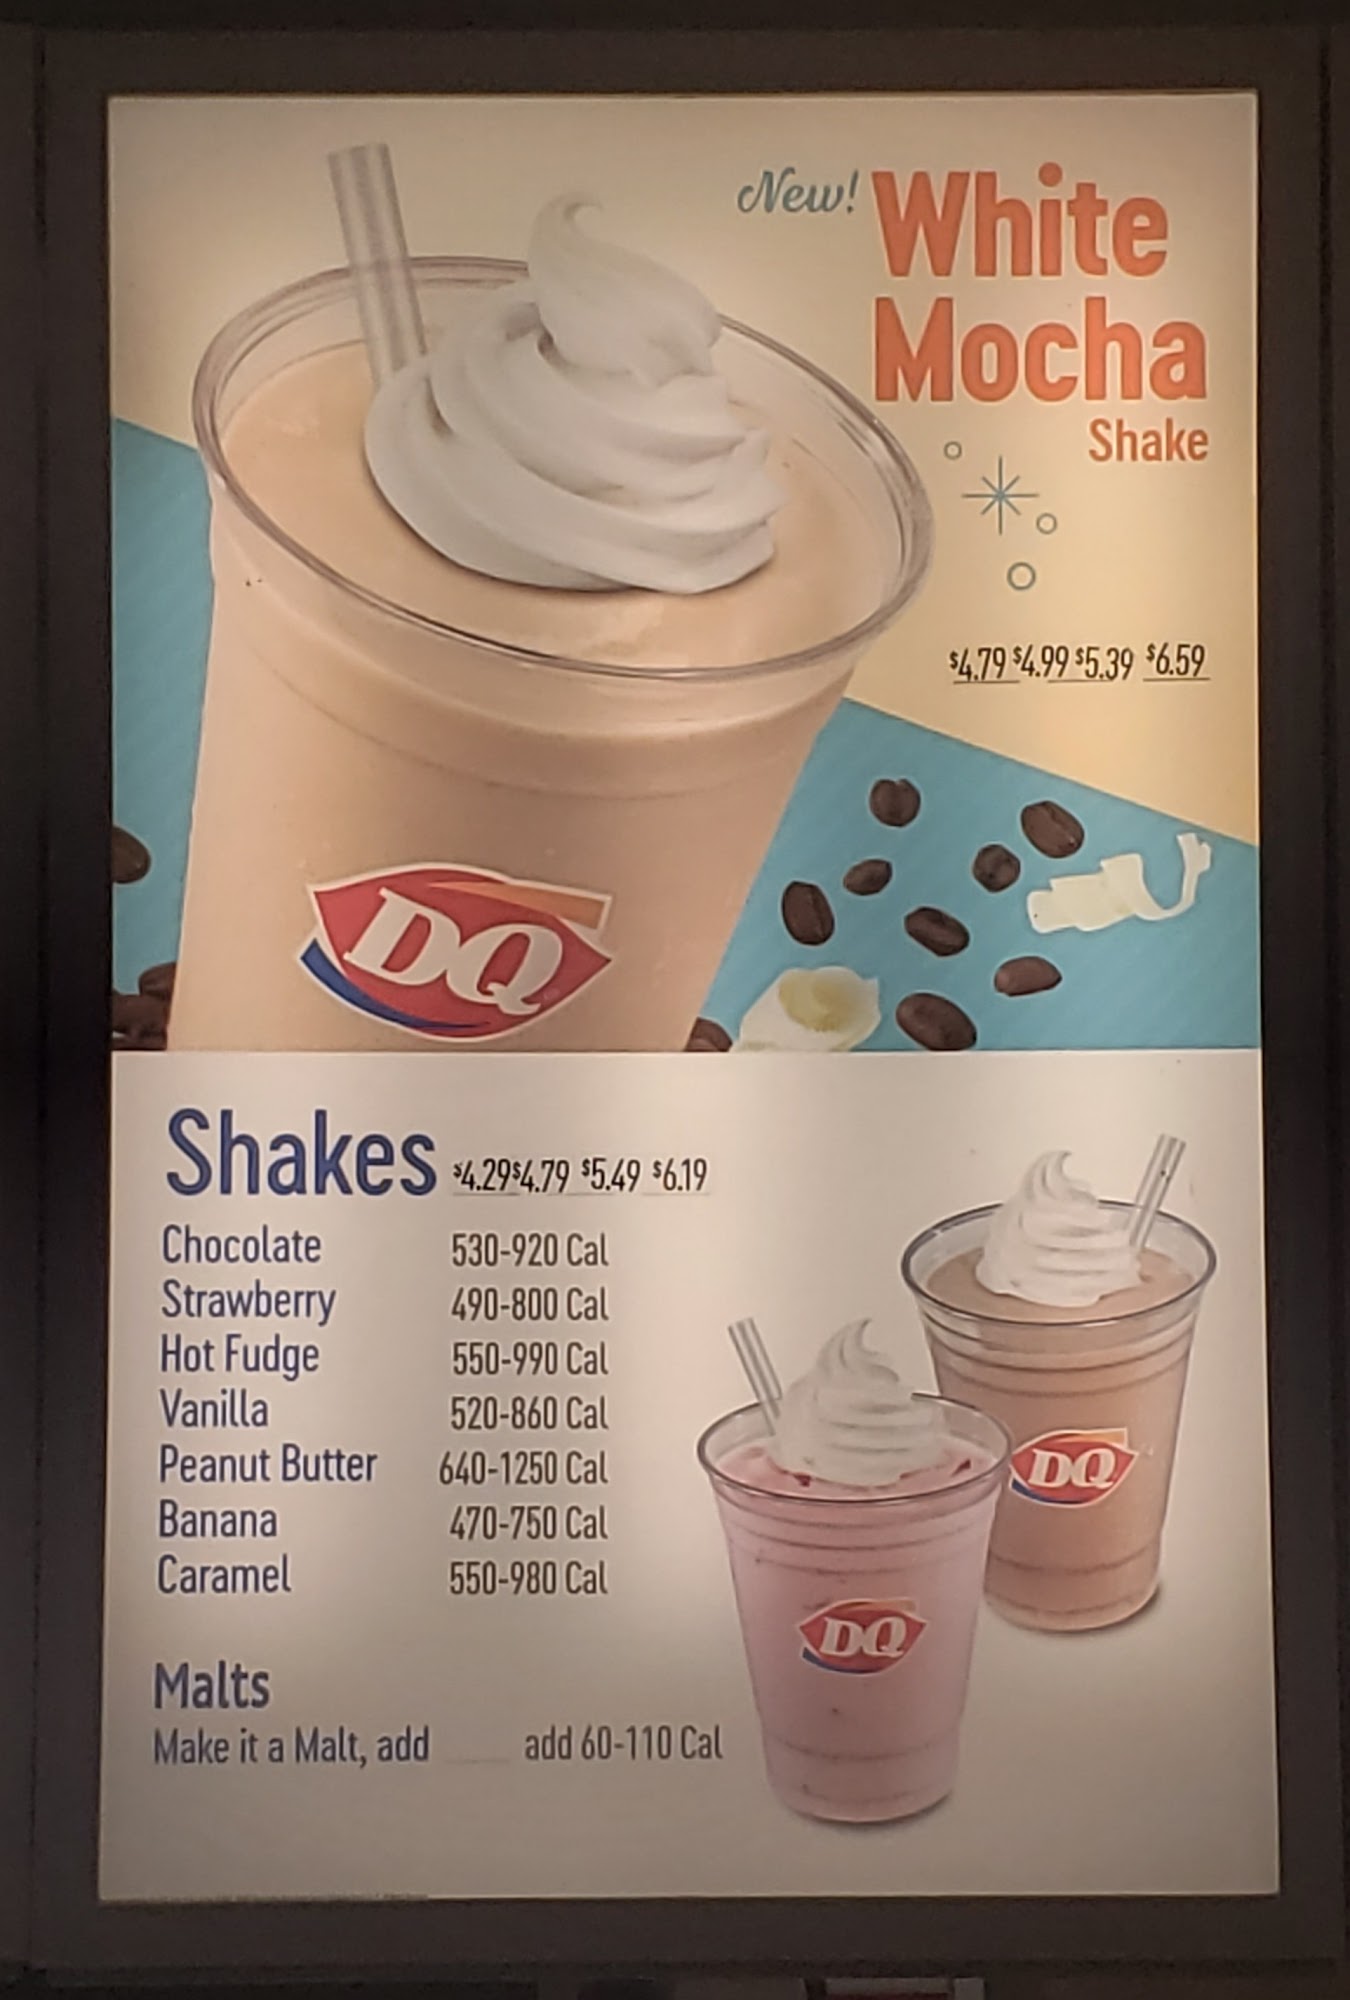 New! White
Mocha
Shake
$4.79 $4.99 $5.39 $6.59
DQ
Shakes $4.29 $4.79 $5.49 $6.19
Chocolate 530-920 Cal
Strawberry 490-800 Cal
Hot Fudge 550-990 Cal
Vanilla 520-860 Cal
Peanut Butter 640-1250 Cal
Banana 470-750 Cal
Caramel 550-980 Cal
DQ
DQ
Malts
Make it a Malt, add add 60-110 Cal